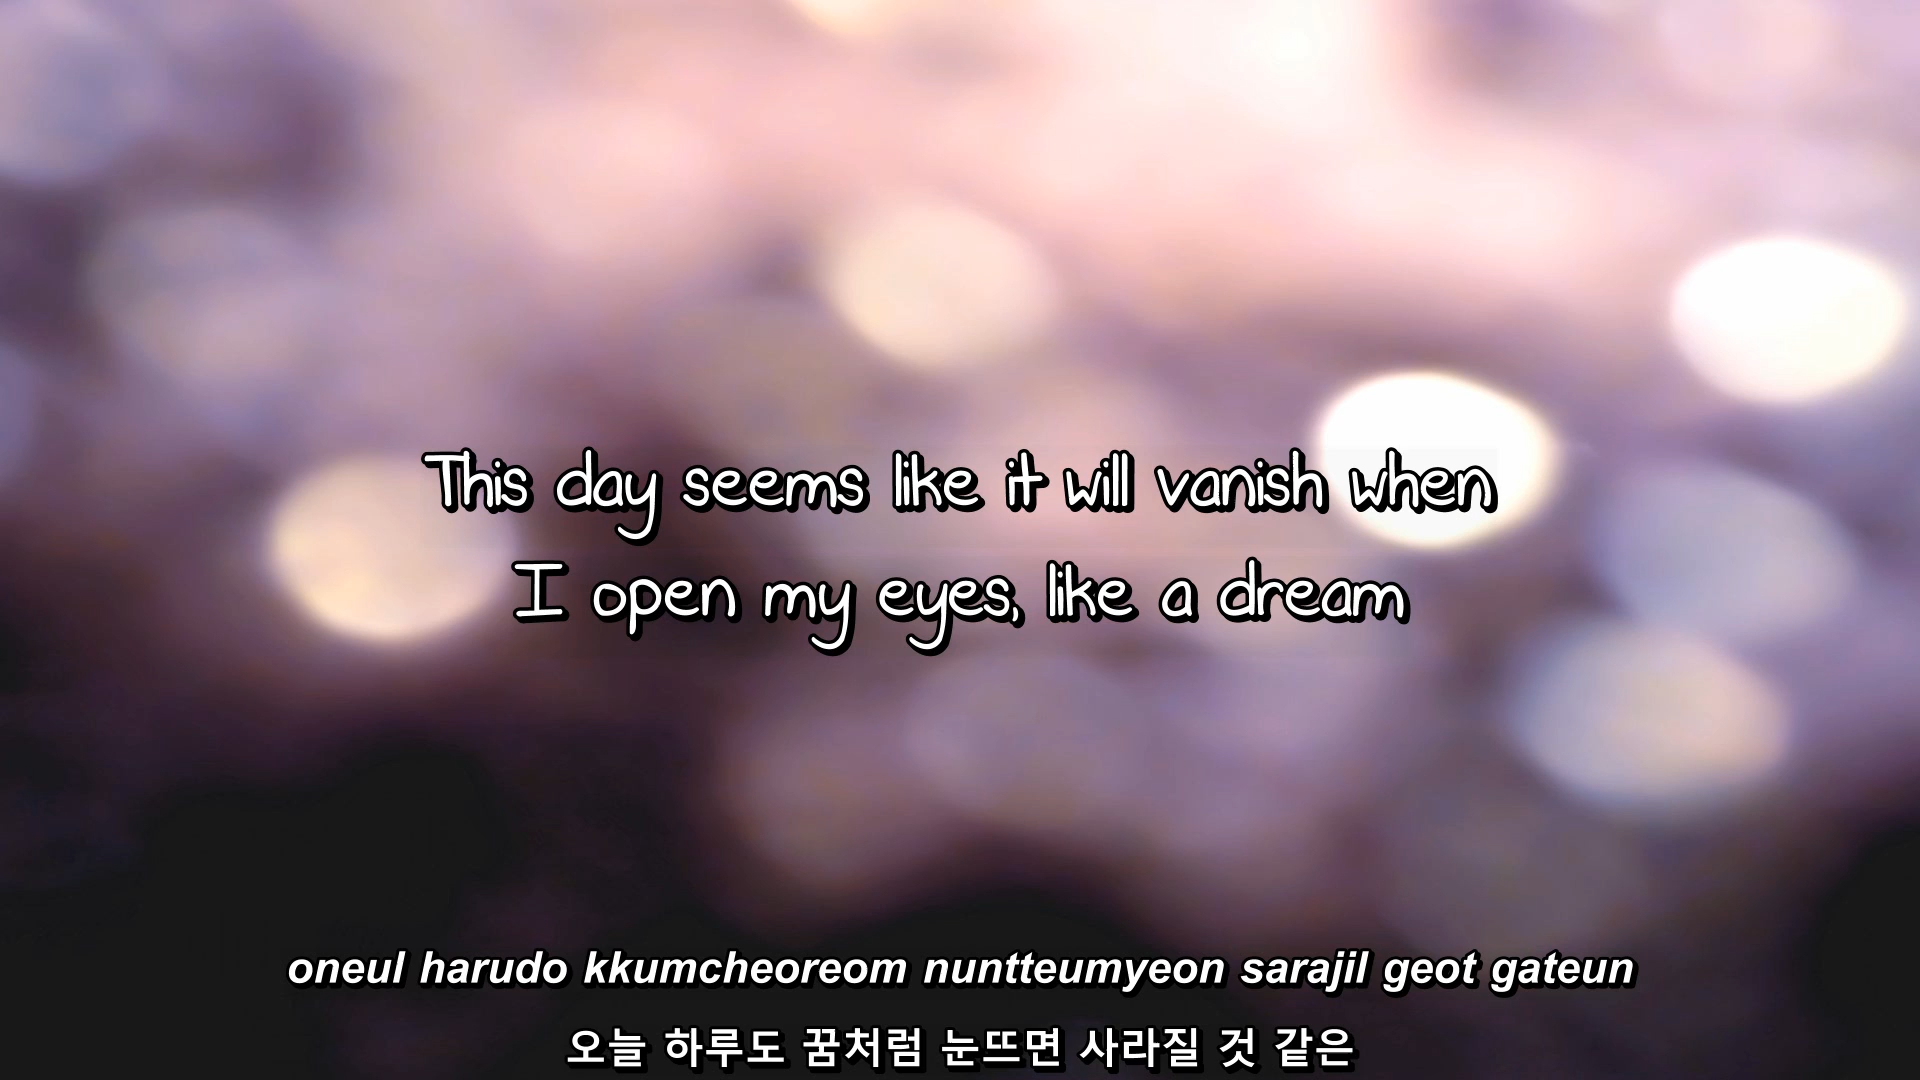 This day seems like it will vanish when
I open my eyes, like a dream
oneul harudo kkumcheoreom nuntteumyeon sarajil geot gateun
오늘 하루도 꿈처럼 눈뜨면 사라질 것 같은